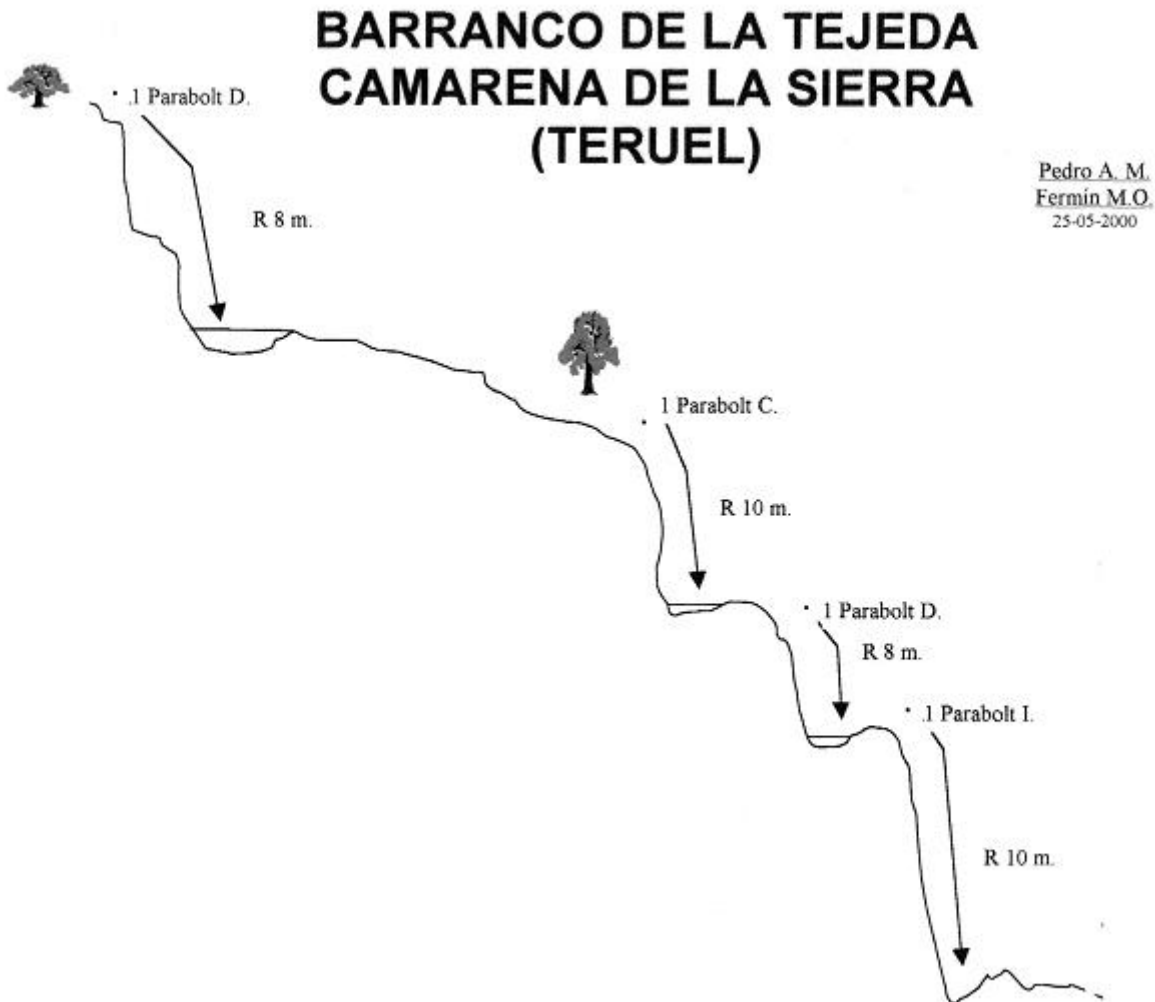 BARRANCO DE LA TEJEDA
CAMARENA DE LA SIERRA
(TERUEL)
Pedro A. M.
Fermín M.O.
25-05-2000
.1 Parabolt D.
R 8 m.
1 Parabolt C.
R 10 m.
1 Parabolt D.
R 8 m.
.1 Parabolt I.
R 10 m.